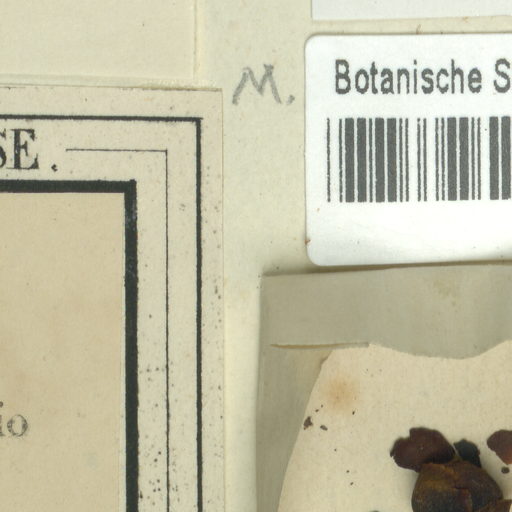 M.
Botanische S
SE.
io